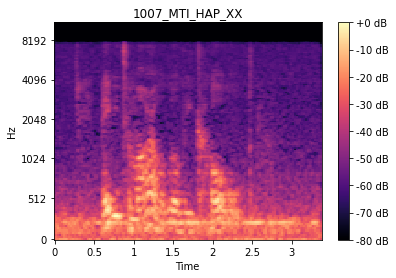 1007_MTI_HAP_XX
+0 dB
8192
-10 dB
4096
-20 dB
-30 dB
2048
-40 dB
Hz
1024
-50 dB
512
-60 dB
-70 dB
0
-80 dB
0 0.5 1 1.5 2 2.5 3
Time